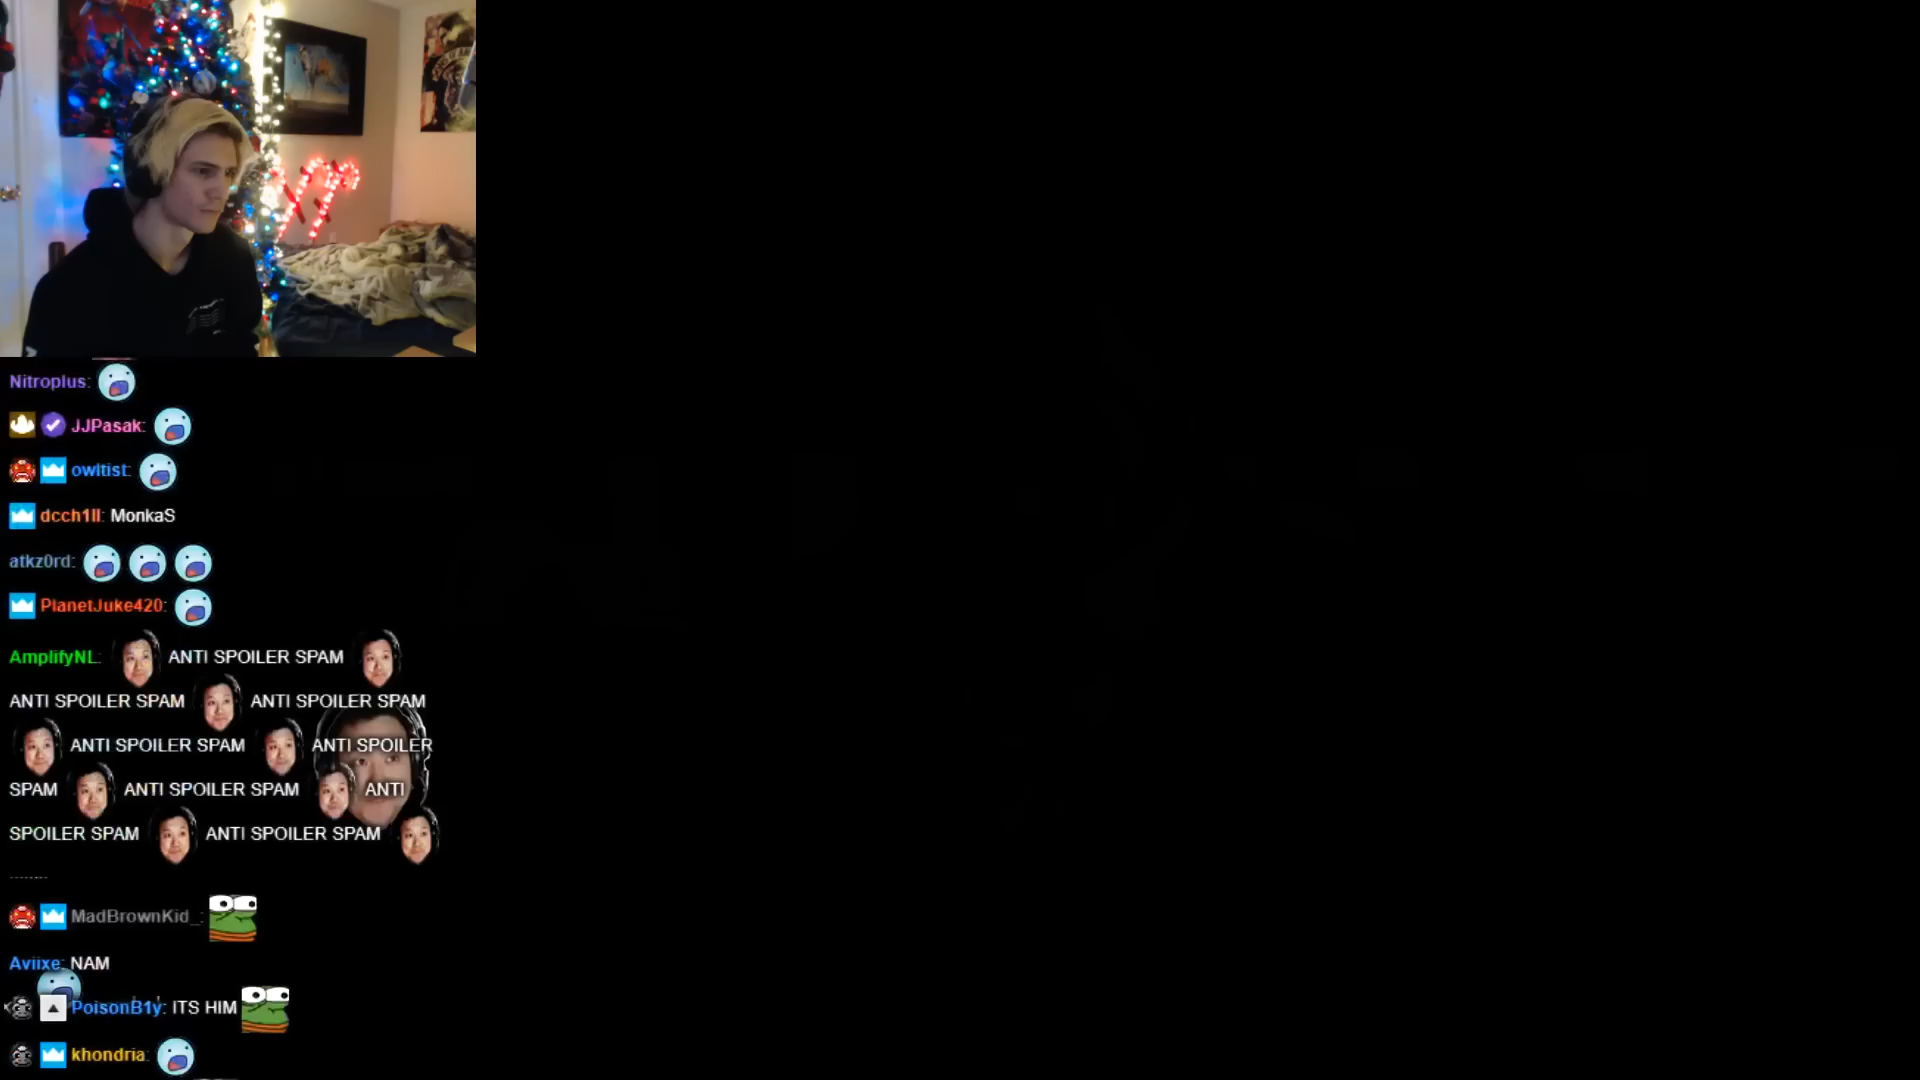 Nitroplus:
JJPasak:
owltist:
dcch1ll: MonkaS
atkz0rd:
PlanetJuke420:
AmplifyNL: ANTI SPOILER SPAM
ANTI SPOILER SPAM ANTI SPOILER SPAM
ANTI SPOILER SPAM ANTI SPOILER
SPAM ANTI SPOILER SPAM ANTI
SPOILER SPAM ANTI SPOILER SPAM
MadBrownKid_:
Aviixe: NAM
PoisonB1y: ITS HIM
khondria: